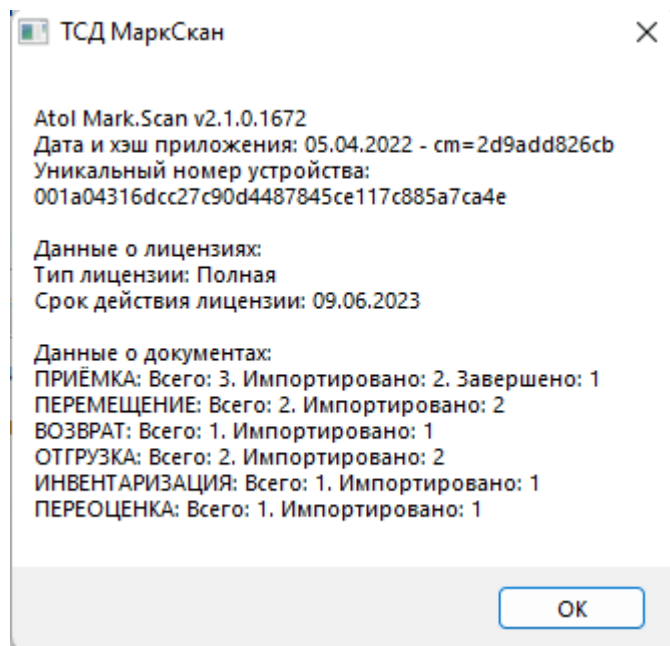 ТСД МаркСкан
Atol Mark.Scan v2.1.0.1672
Дата и хэш приложения: 05.04.2022 - cm=2d9add826cb
Уникальный номер устройства:
001a04316dcc27c90d4487845ce117c885a7ca4e
Данные о лицензиях:
Тип лицензии: Полная
Срок действия лицензии: 09.06.2023
Данные о документах:
ПРИЁМКА: Всего: 3. Импортировано: 2. Завершено: 1
ПЕРЕМЕЩЕНИЕ: Всего: 2. Импортировано: 2
ВОЗВРАТ: Всего: 1. Импортировано: 1
ОТГРУЗКА: Всего: 2. Импортировано: 2
ИНВЕНТАРИЗАЦИЯ: Всего: 1. Импортировано: 1
ПЕРЕОЦЕНКА: Всего: 1. Импортировано: 1
ОК